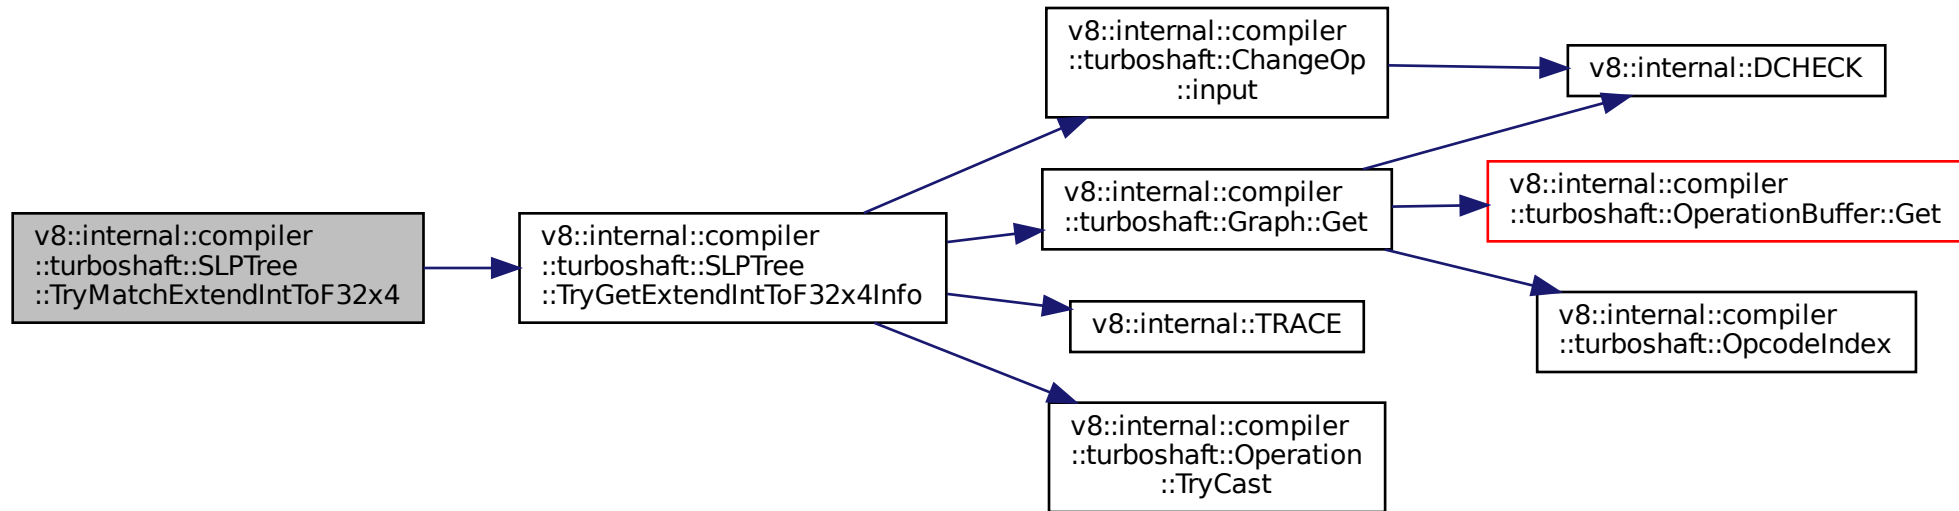 v8::internal::compiler
::turboshaft::SLPTree
::TryMatchExtendIntToF32x4
v8::internal::compiler
::turboshaft::SLPTree
::TryGetExtendIntToF32x4Info
v8::internal::compiler
::turboshaft::ChangeOp
::input
v8::internal::compiler
::turboshaft::Graph::Get
v8::internal::TRACE
v8::internal::compiler
::turboshaft::Operation
::TryCast
v8::internal::DCHECK
v8::internal::compiler
::turboshaft::OperationBuffer::Get
v8::internal::compiler
::turboshaft::OpcodeIndex